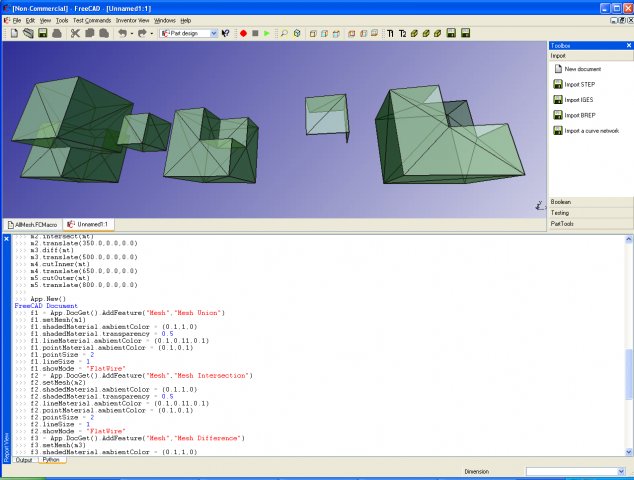 [Non-Commercial] - FreeCAD - [Unnamed1:1]
File Edit View Tools Test Commands Inventor View Windows Help
Part design
Toolbox
Import
New document
Import STEP
Import IGES
Import BREP
Import a curve network
Boolean
Testing
PartTools
AllMesh.FCMacro Unnamed1:1
>>> m2.intersect(mt)
>>> m2.translate(350.0,0.0,0.0)
>>> m3.diff(mt)
>>> m3.translate(500.0,0.0,0.0)
>>> m4.cutInner(mt)
>>> m4.translate(650.0,0.0,0.0)
>>> m5.cutOuter(mt)
>>> m5.translate(800.0,0.0,0.0)
>>>
>>> App.New()
FreeCAD Document
>>> f1 = App.DocGet().AddFeature("Mesh","Mesh Union")
>>> f1.setMesh(m1)
>>> f1.shadedMaterial.ambientColor = (0.1,1.0)
>>> f1.shadedMaterial.transparency = 0.5
>>> f1.lineMaterial.ambientColor = (0.1,0.11,0.1)
>>> f1.pointMaterial.ambientColor = (0.1,0.1)
>>> f1.pointSize = 2
>>> f1.lineSize = 1
>>> f1.showMode = "FlatWire"
>>> f2 = App.DocGet().AddFeature("Mesh","Mesh Intersection")
>>> f2.setMesh(m2)
>>> f2.shadedMaterial.ambientColor = (0.1,1.0)
>>> f2.shadedMaterial.transparency = 0.5
>>> f2.lineMaterial.ambientColor = (0.1,0.11,0.1)
>>> f2.pointMaterial.ambientColor = (0.1,0.1)
>>> f2.pointSize = 2
>>> f2.lineSize = 1
>>> f2.showMode = "FlatWire"
>>> f3 = App.DocGet().AddFeature("Mesh","Mesh Difference")
>>> f3.setMesh(m3)
>>> f3.shadedMaterial.ambientColor = (0.1,1.0)
Report View
Output Python
Dimension